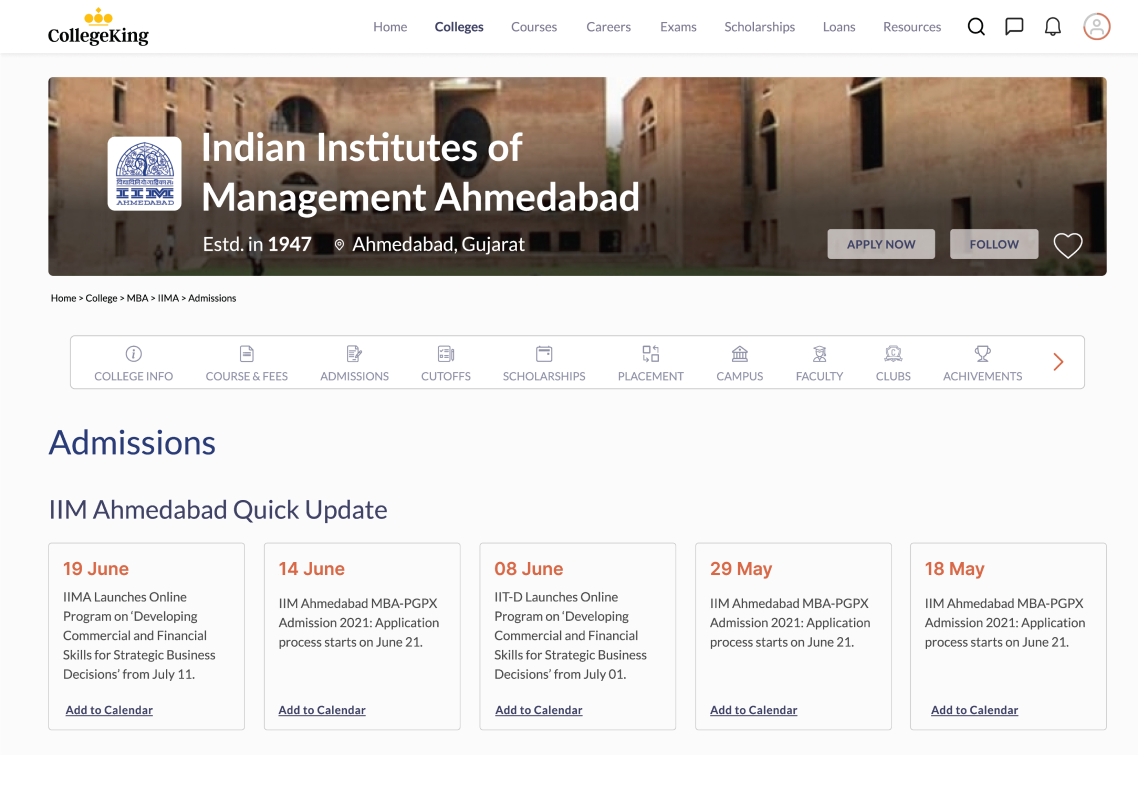 CollegeKing
Home Colleges Courses Careers Exams Scholarships Loans Resources
Indian Institutes of
Management Ahmedabad
IIM
AHMEDABAD
Estd. in 1947 Ahmedabad, Gujarat
APPLY NOW FOLLOW
Home > College > MBA > IIMA > Admissions
COLLEGE INFO COURSE & FEES ADMISSIONS CUTOFFS SCHOLARSHIPS PLACEMENT CAMPUS FACULTY CLUBS ACHIVEMENTS
Admissions
IIM Ahmedabad Quick Update
19 June
IIMA Launches Online
Program on ‘Developing
Commercial and Financial
Skills for Strategic Business
Decisions’ from July 11.
Add to Calendar
14 June
IIM Ahmedabad MBA-PGPX
Admission 2021: Application
process starts on June 21.
Add to Calendar
08 June
IIT-D Launches Online
Program on ‘Developing
Commercial and Financial
Skills for Strategic Business
Decisions’ from July 01.
Add to Calendar
29 May
IIM Ahmedabad MBA-PGPX
Admission 2021: Application
process starts on June 21.
Add to Calendar
18 May
IIM Ahmedabad MBA-PGPX
Admission 2021: Application
process starts on June 21.
Add to Calendar